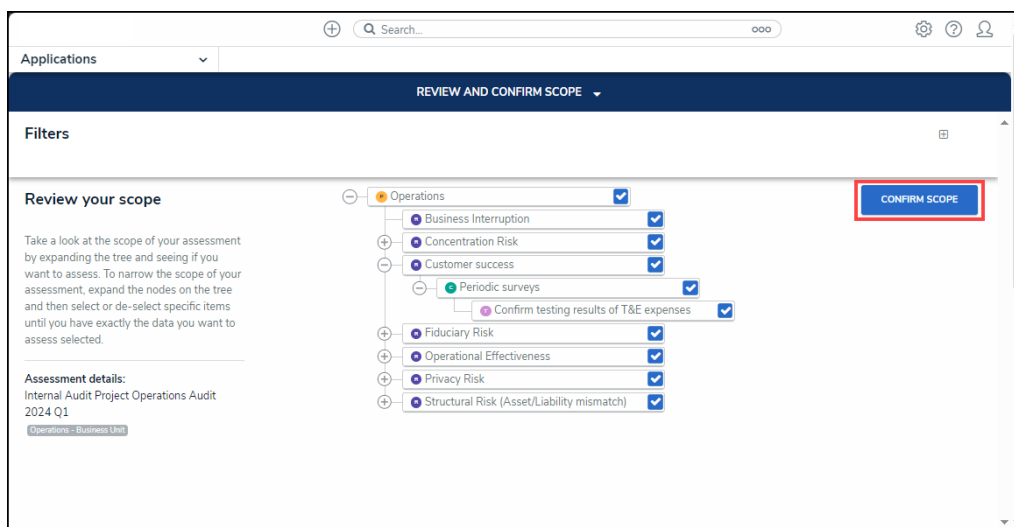 Search...
Applications
REVIEW AND CONFIRM SCOPE
Filters
Review your scope
Take a look at the scope of your assessment
by expanding the tree and seeing if you
want to assess. To narrow the scope of your
assessment, expand the nodes on the tree
and then select or de-select specific items
until you have exactly the data you want to
assess selected.
Assessment details:
Internal Audit Project Operations Audit
2024 Q1
Operations - Business Unit
P Operations
R Business Interruption
R Concentration Risk
R Customer success
C Periodic surveys
T Confirm testing results of T&E expenses
R Fiduciary Risk
R Operational Effectiveness
R Privacy Risk
R Structural Risk (Asset/Liability mismatch)
CONFIRM SCOPE